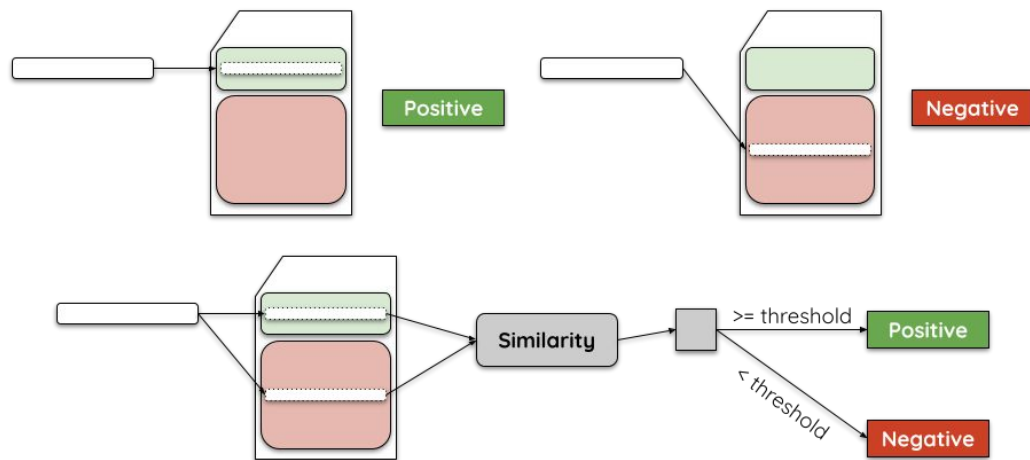 Positive
Negative
Similarity
>= threshold
Positive
< threshold
Negative